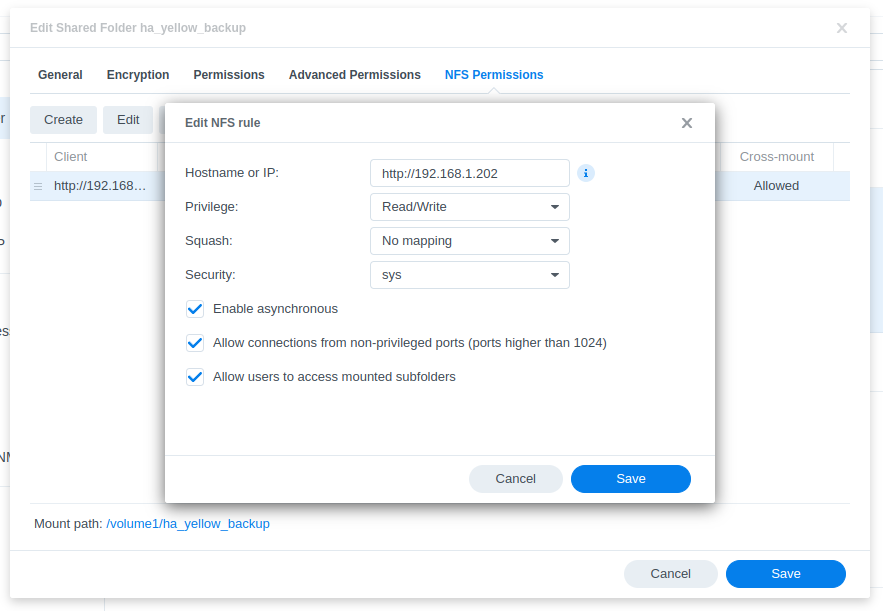 Edit Shared Folder ha_yellow_backup
General Encryption Permissions Advanced Permissions NFS Permissions
Create Edit
Edit NFS rule
Client Cross-mount
http://192.168… Allowed
Hostname or IP: http://192.168.1.202
Privilege: Read/Write
Squash: No mapping
Security: sys
Enable asynchronous
Allow connections from non-privileged ports (ports higher than 1024)
Allow users to access mounted subfolders
Cancel Save
Mount path: /volume1/ha_yellow_backup
Cancel Save